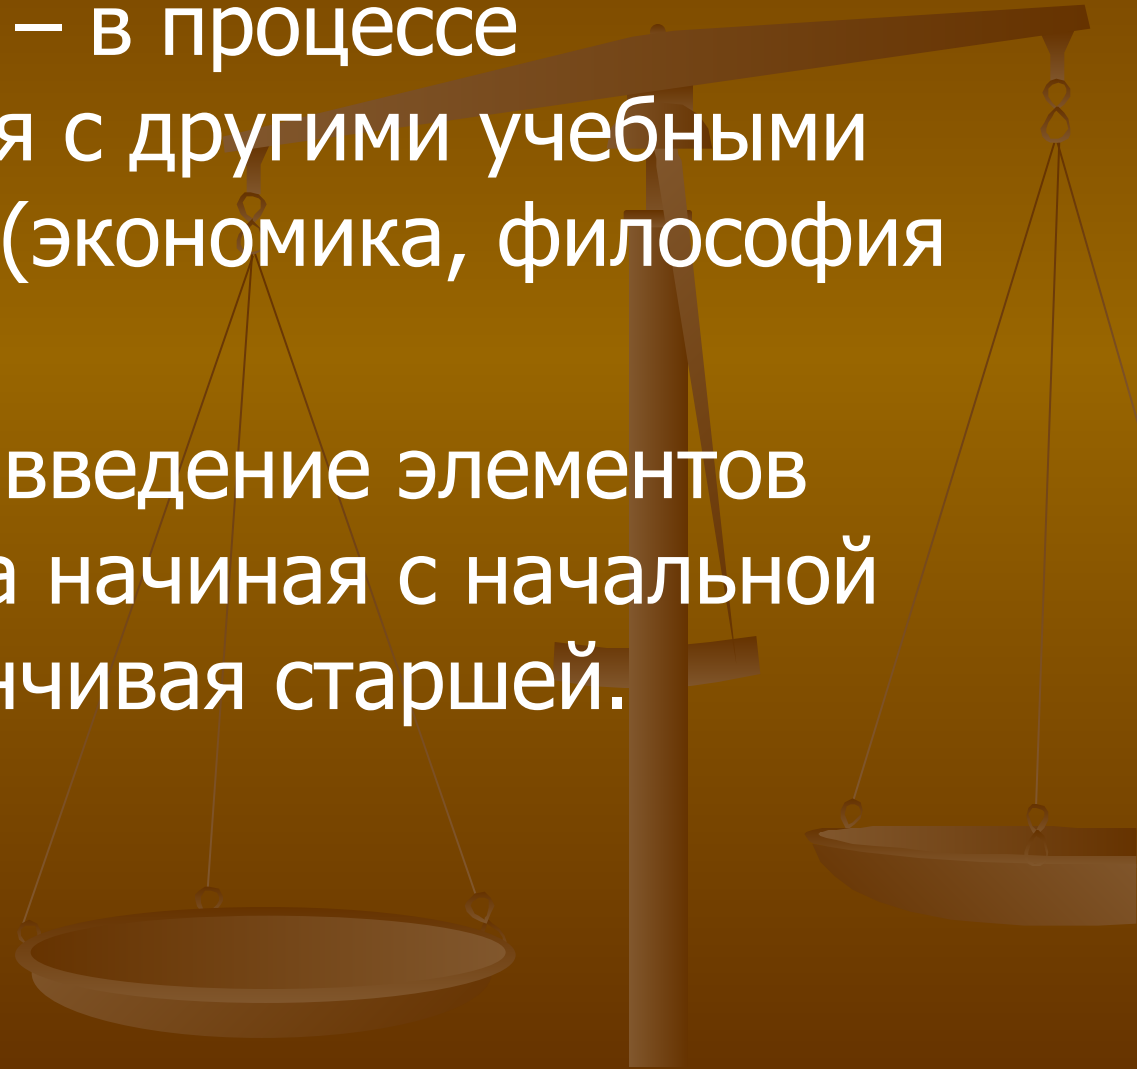 – в процессе
я с другими учебными
(экономика, философия
введение элементов
а начиная с начальной
нчивая старшей.